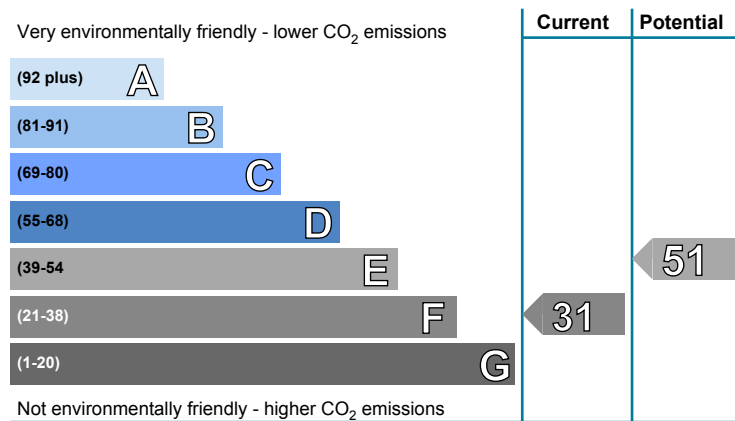 Very environmentally friendly - lower CO2 emissions
Current
Potential
(92 plus) A
(81-91) B
(69-80) C
(55-68) D
(39-54 E
51
(21-38) F
31
(1-20) G
Not environmentally friendly - higher CO2 emissions